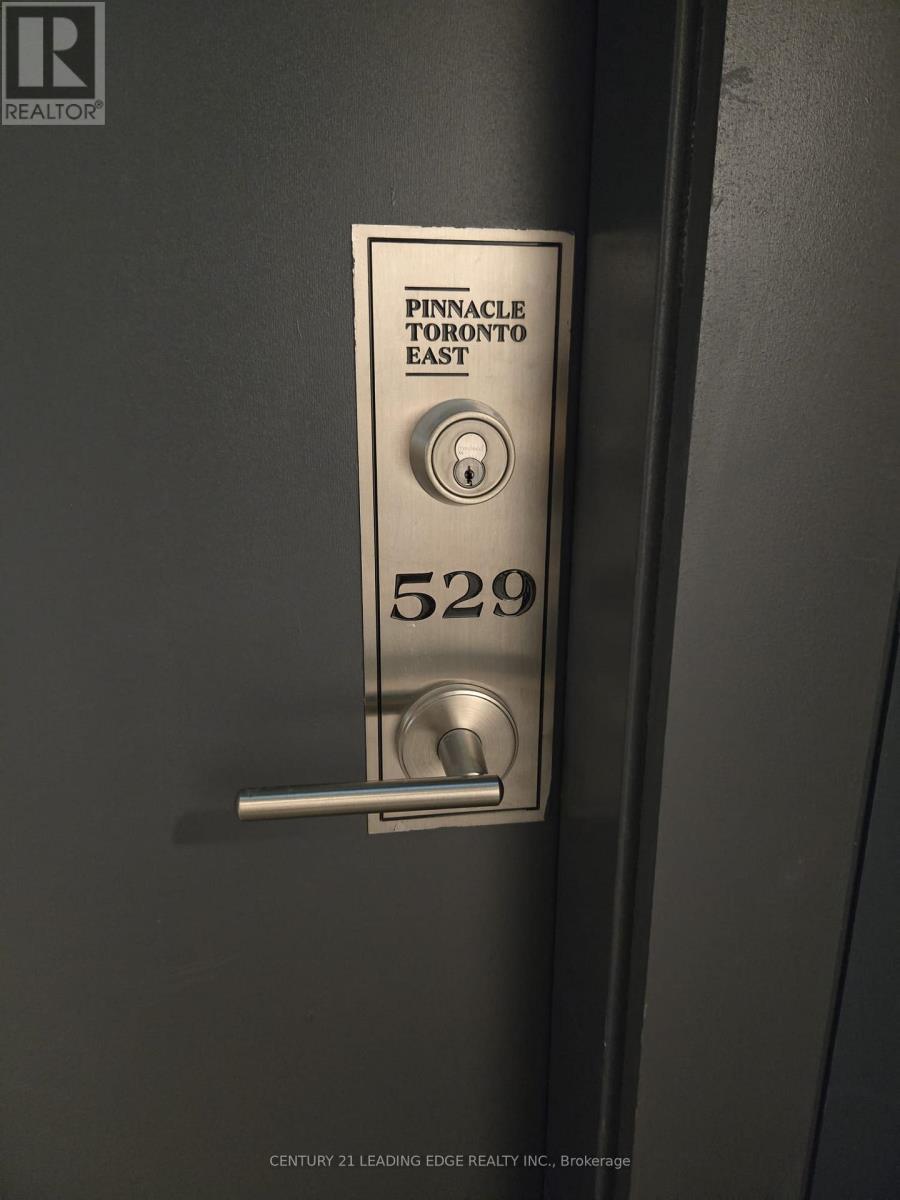 R
REALTOR®
PINNACLE
TORONTO
EAST
529
CENTURY 21 LEADING EDGE REALTY INC., Brokerage